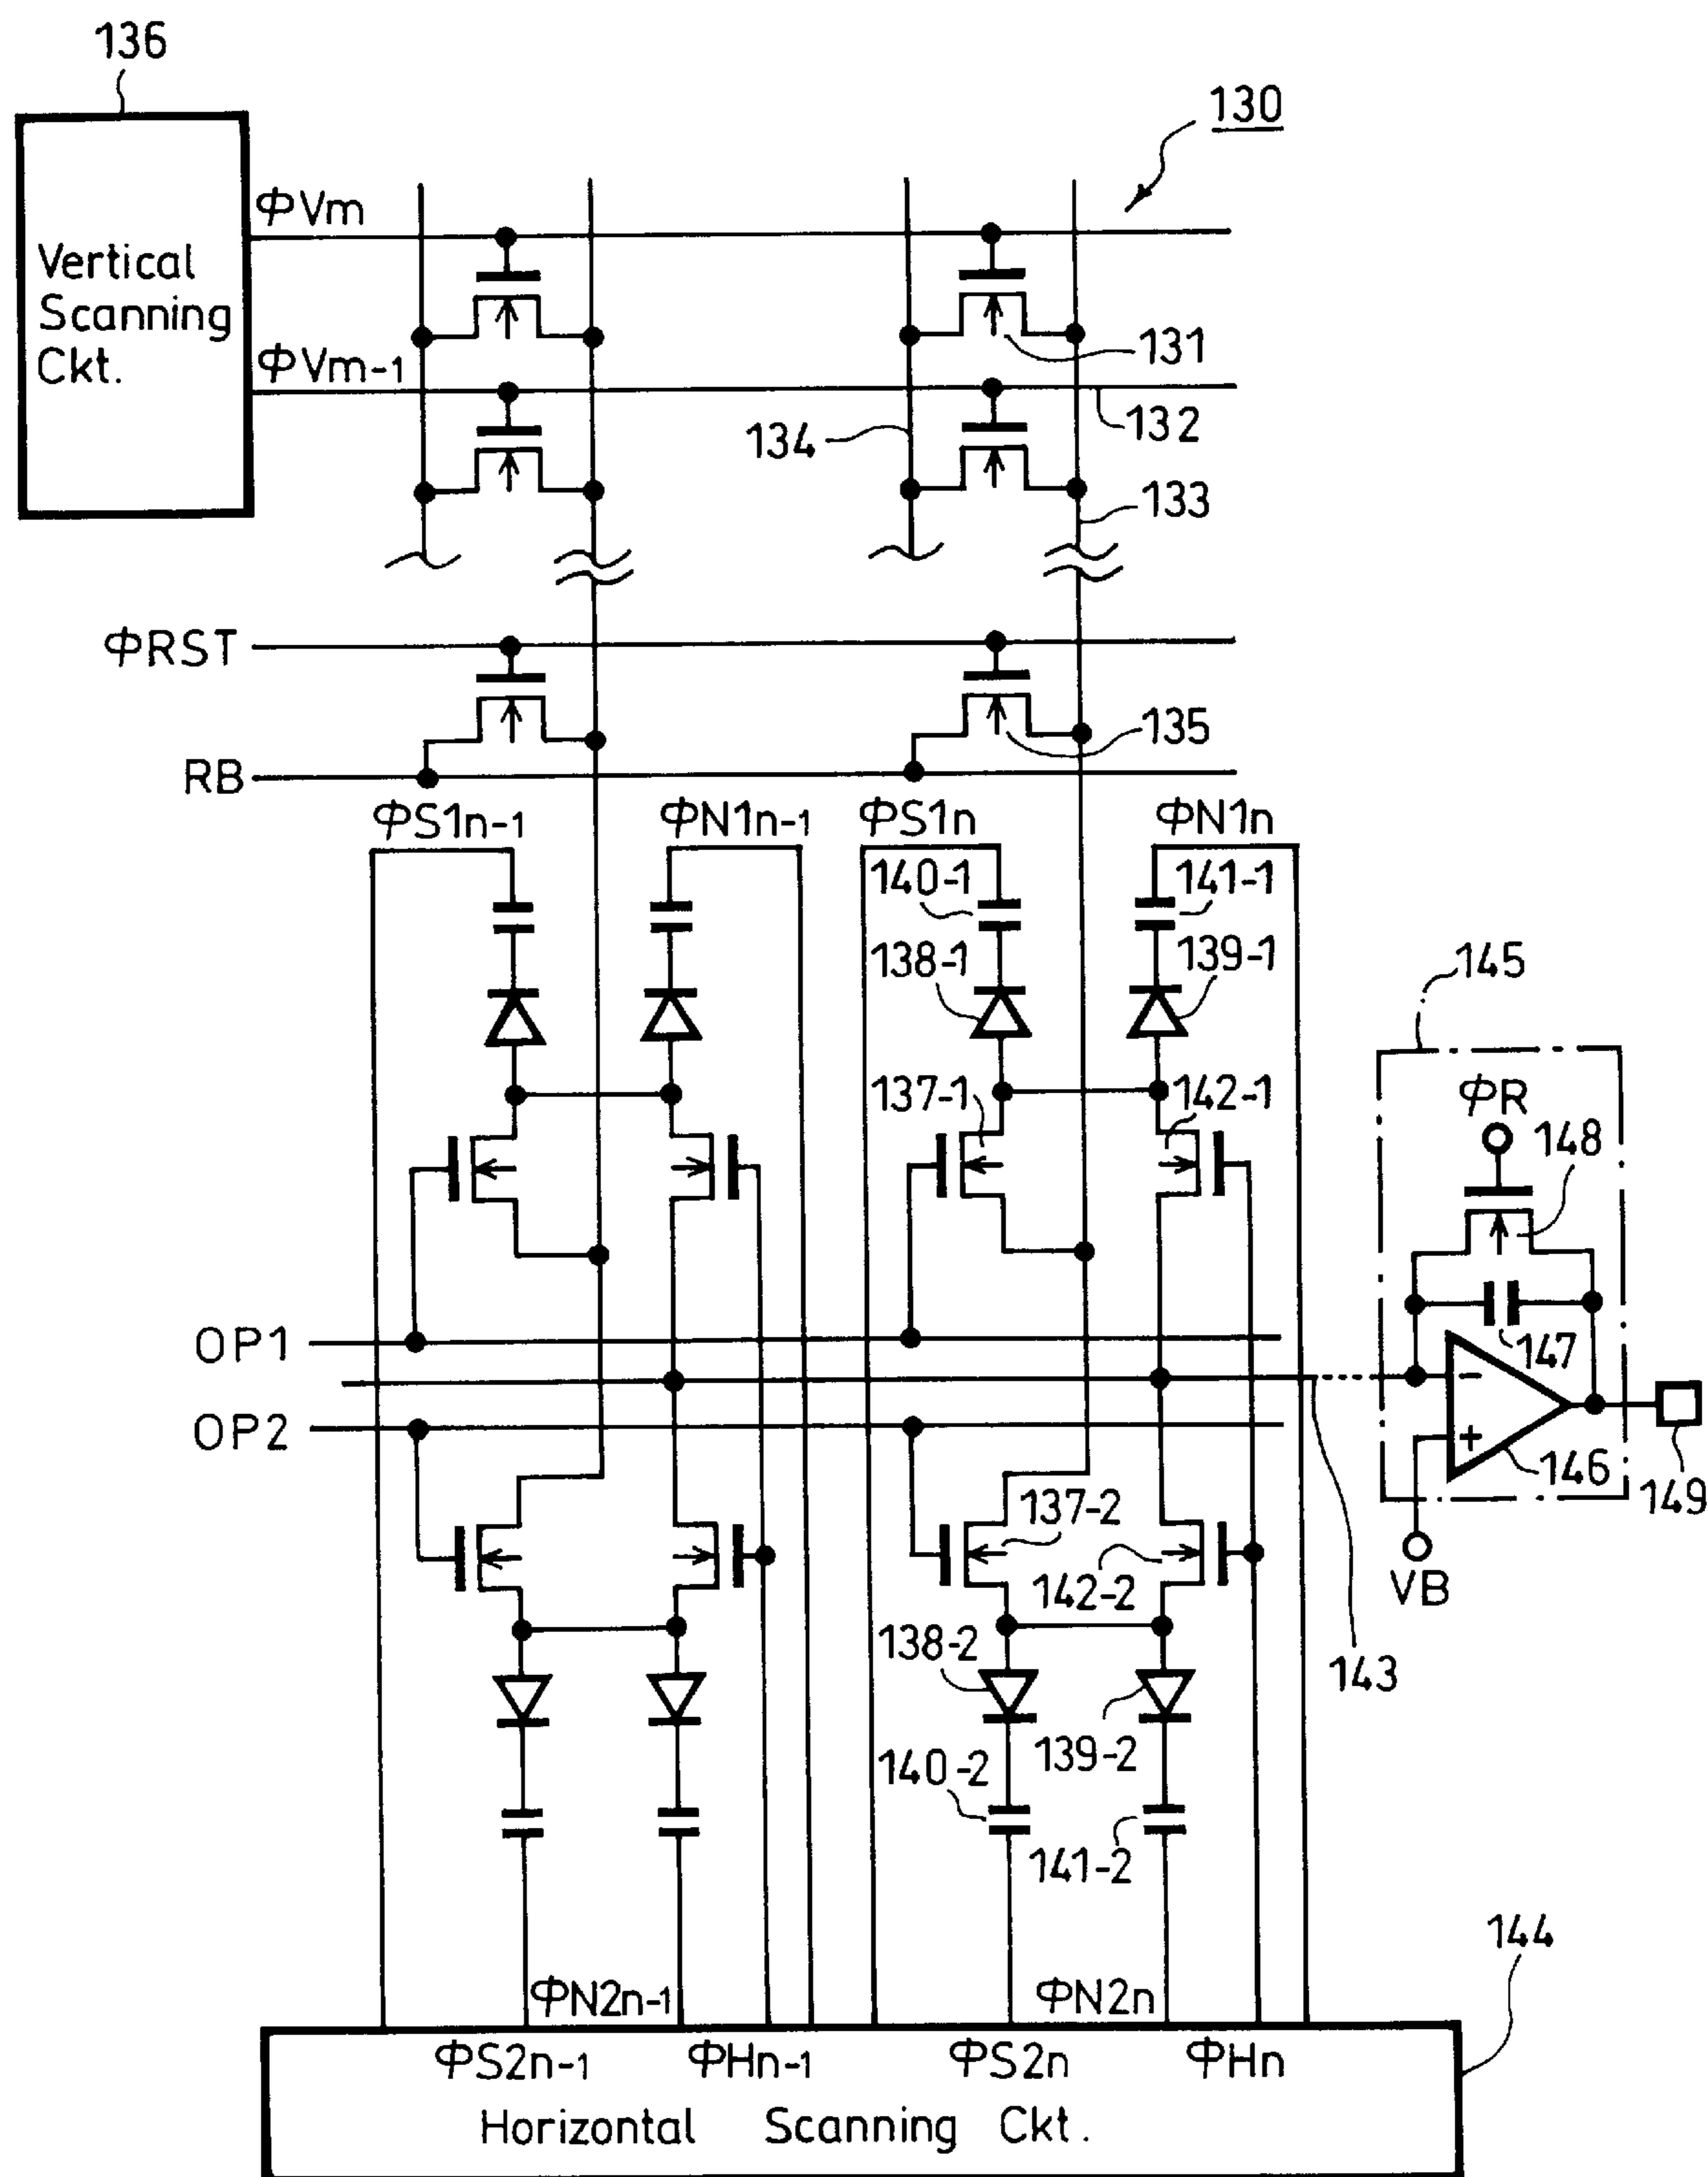 136
130
ΦVm
Vertical
Scanning
Ckt.
131
ΦVm-1
132
134
133
ΦRST
135
RB
ΦS1n-1
ΦN1n-1
ΦS1n
ΦN1n
140-1
141-1
138-1
139-1
145
137-1
142-1
ΦR
148
OP1
147
−
OP2
+
146
149
137-2
142-2
VB
138-2
143
139-2
140-2
141-2
144
ΦN2n-1
ΦN2n
ΦS2n-1
ΦHn-1
ΦS2n
ΦHn
Horizontal Scanning Ckt.